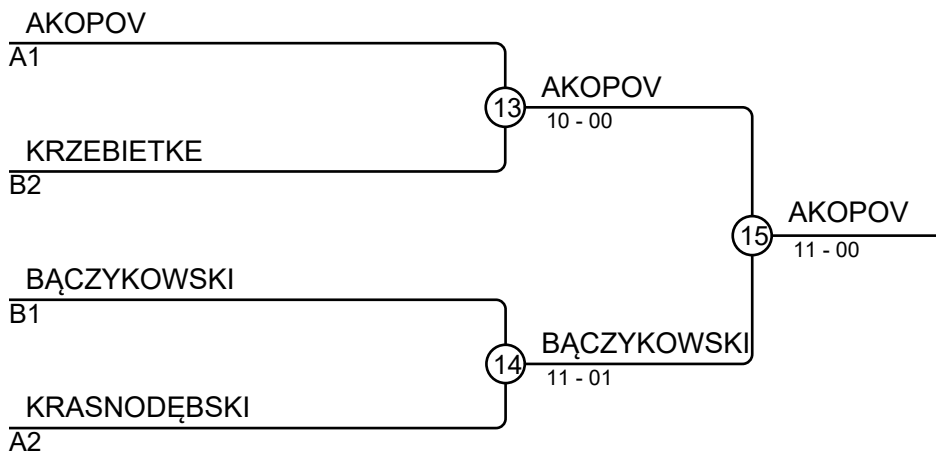 AKOPOV
A1
13
AKOPOV
10 - 00
KRZEBIETKE
B2
15
AKOPOV
11 - 00
BĄCZYKOWSKI
B1
14
BĄCZYKOWSKI
11 - 01
KRASNODĘBSKI
A2